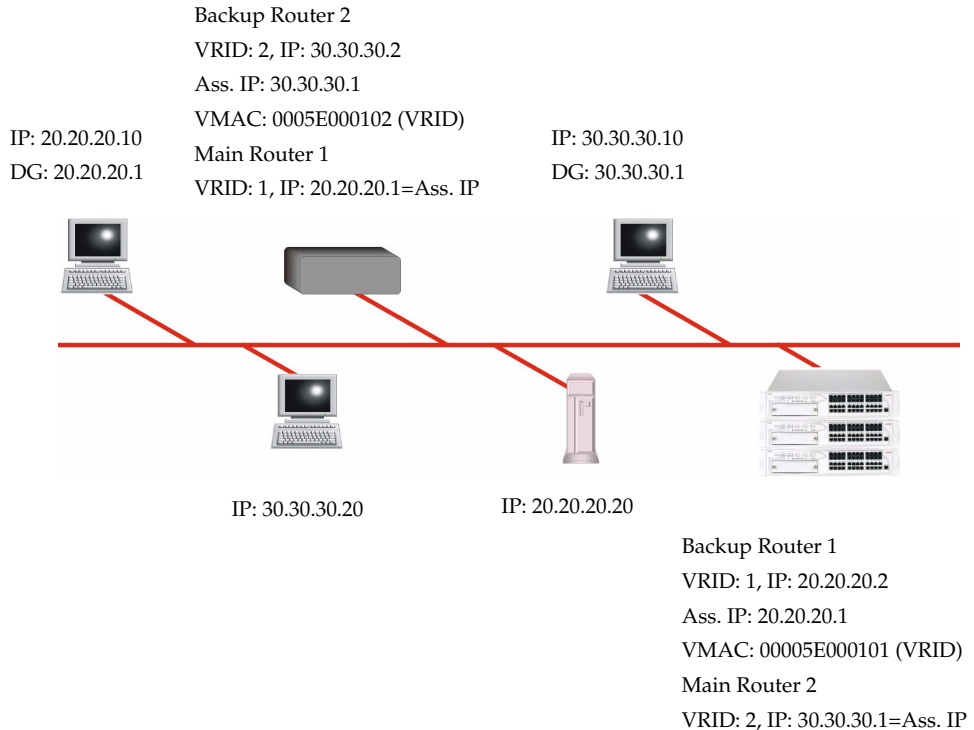 Backup Router 2
VRID: 2, IP: 30.30.30.2
Ass. IP: 30.30.30.1
VMAC: 0005E000102 (VRID)
Main Router 1
VRID: 1, IP: 20.20.20.1=Ass. IP
IP: 20.20.20.10
DG: 20.20.20.1
IP: 30.30.30.10
DG: 30.30.30.1
IP: 30.30.30.20
IP: 20.20.20.20
Backup Router 1
VRID: 1, IP: 20.20.20.2
Ass. IP: 20.20.20.1
VMAC: 00005E000101 (VRID)
Main Router 2
VRID: 2, IP: 30.30.30.1=Ass. IP